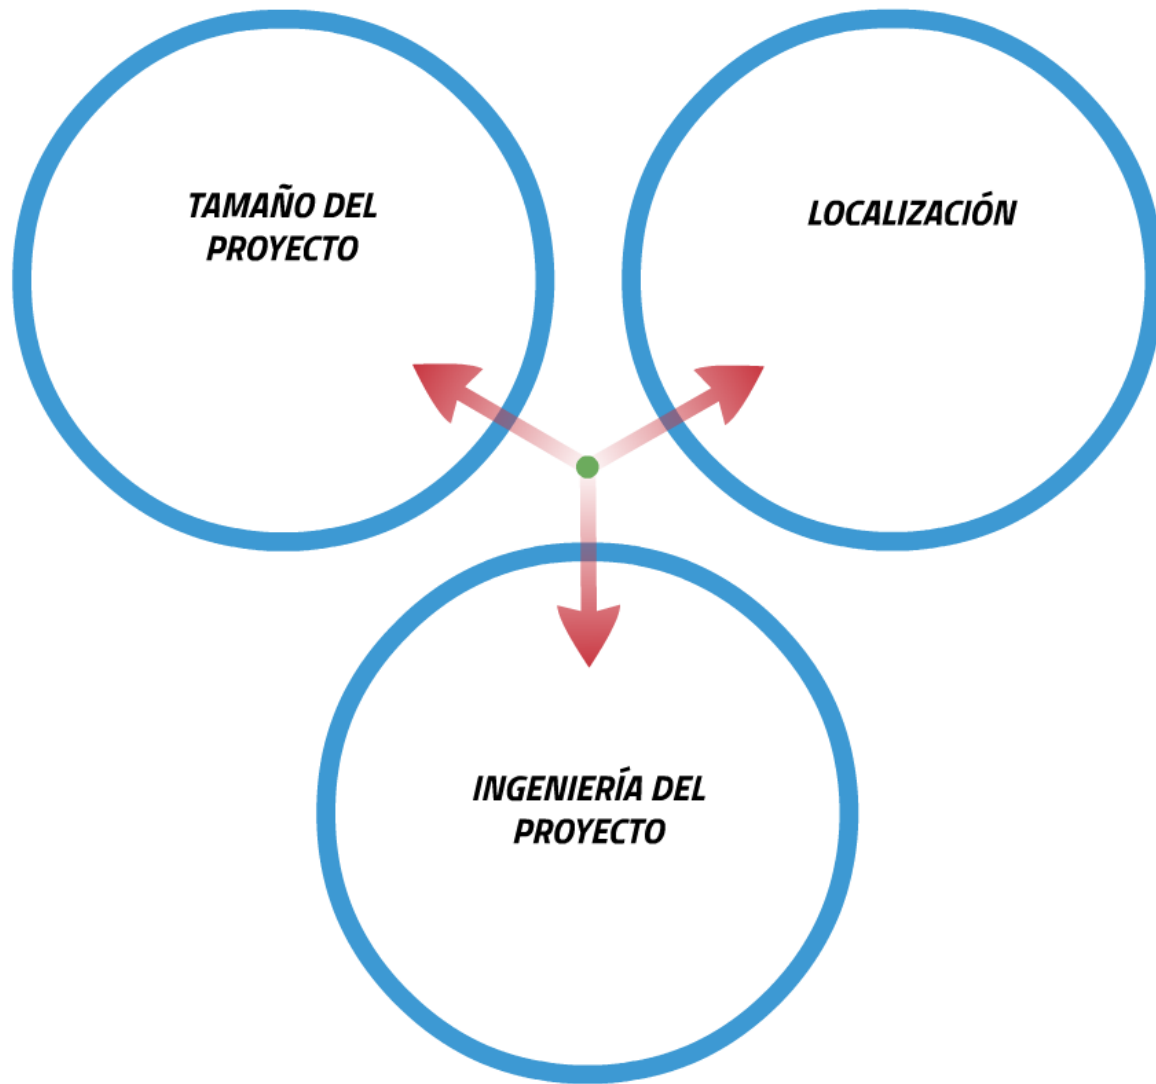 TAMAÑO DEL
PROYECTO
LOCALIZACIÓN
INGENIERÍA DEL
PROYECTO